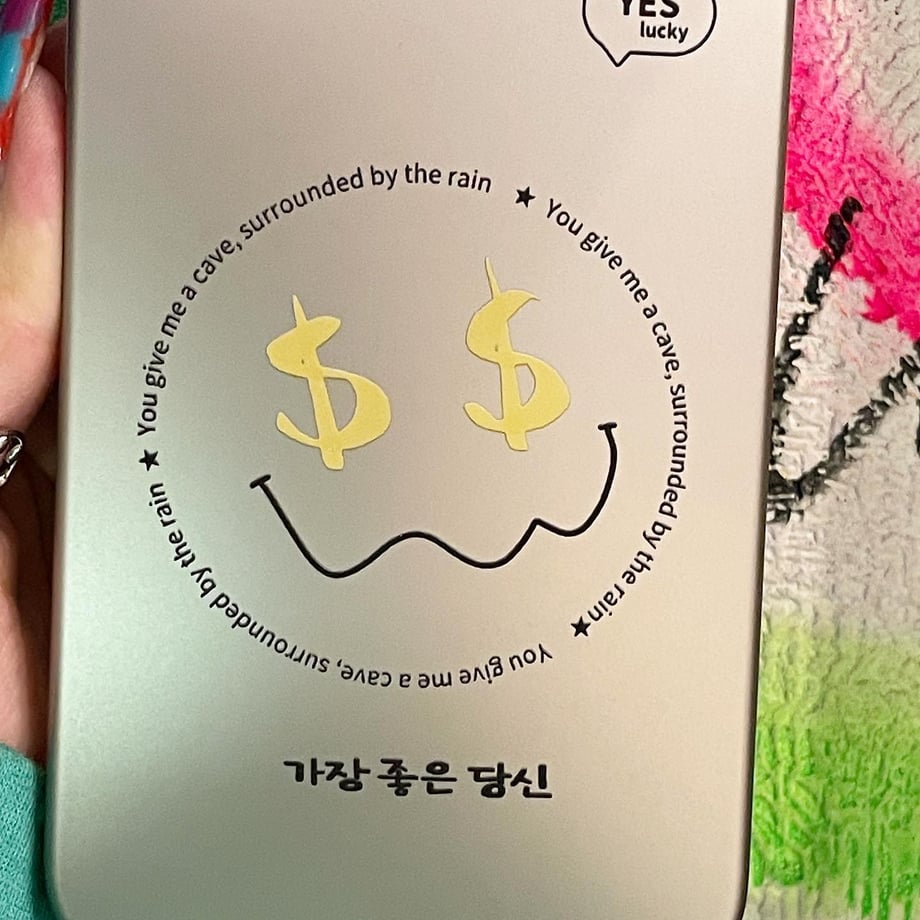 YES
lucky
You give me a cave, surrounded by the rain ★ You give me a cave, surrounded by the rain ★ You give me a cave, surrounded by the rain ★
$ $
가장 좋은 당신